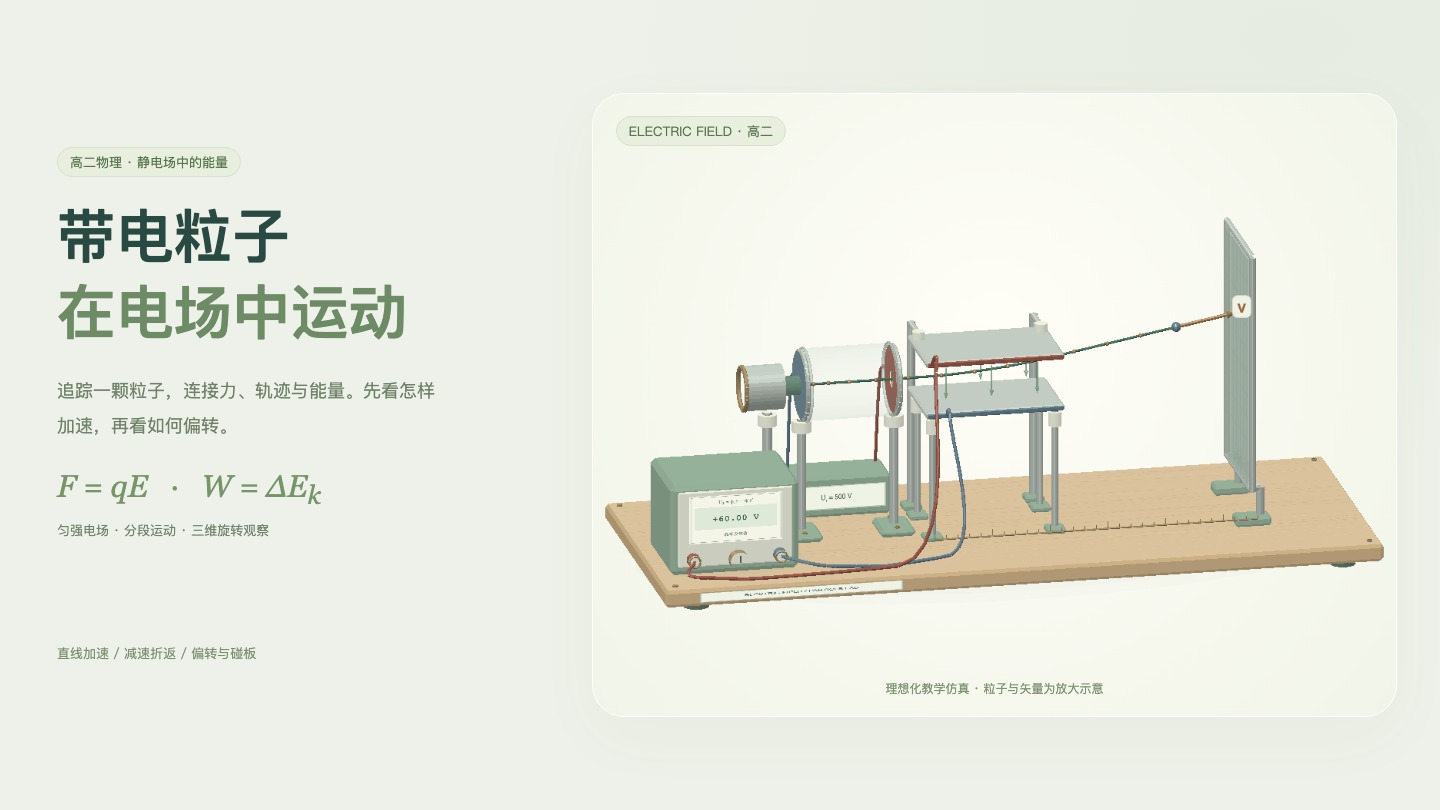 高二物理 · 静电场中的能量
带电粒子
在电场中运动
追踪一颗粒子，连接力、轨迹与能量。先看怎样
加速，再看如何偏转。
F = qE · W = ΔEk
匀强电场 · 分段运动 · 三维旋转观察
直线加速 / 减速折返 / 偏转与碰板
ELECTRIC FIELD · 高二
V
U₁ = 500 V
+60.00 V
理想化教学仿真 · 粒子与矢量为放大示意